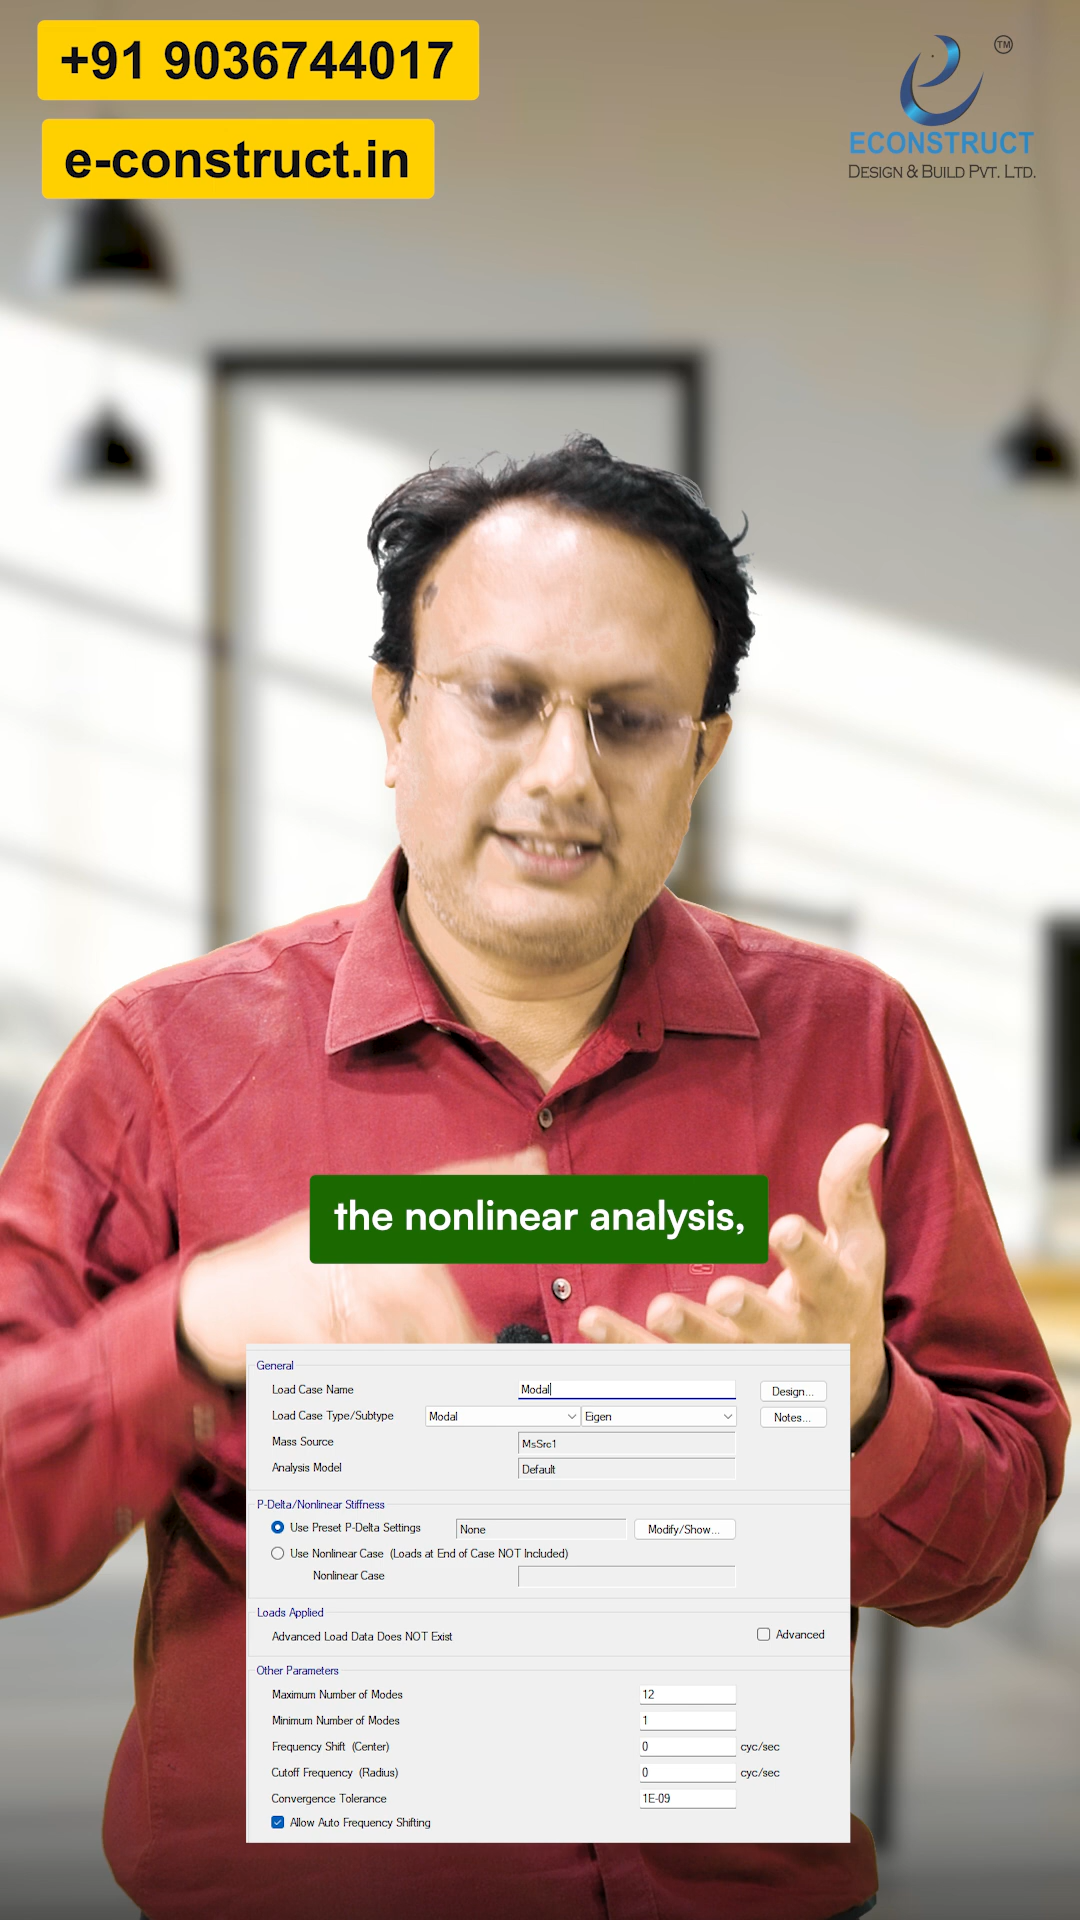 +91 9036744017
e-construct.in
TM
ECONSTRUCT
DESIGN & BUILD PVT. LTD.
the nonlinear analysis,
General
Load Case Name Modal Design...
Load Case Type/Subtype Modal Eigen Notes...
Mass Source MsSrc1
Analysis Model Default
P-Delta/Nonlinear Stiffness
Use Preset P-Delta Settings None Modify/Show...
Use Nonlinear Case (Loads at End of Case NOT Included)
Nonlinear Case
Loads Applied
Advanced Load Data Does NOT Exist Advanced
Other Parameters
Maximum Number of Modes 12
Minimum Number of Modes 1
Frequency Shift (Center) 0 cyc/sec
Cutoff Frequency (Radius) 0 cyc/sec
Convergence Tolerance 1E-09
Allow Auto Frequency Shifting